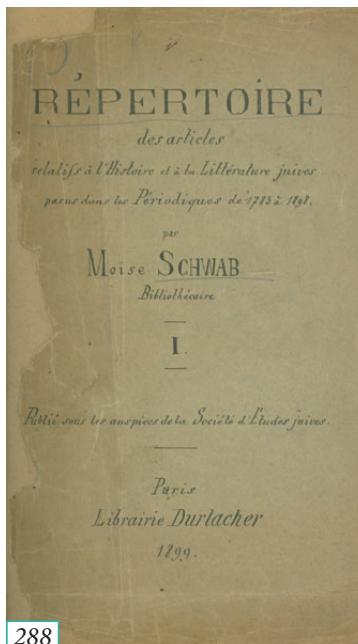 RÉPERTOIRE
des articles
relatifs à l'Histoire et à la Littérature juives
parus dans les Périodiques de 1783 à 1898.
par
Moïse SCHWAB
Bibliothécaire
I.
Publié sous les auspices de la Société d'Etudes juives.
Paris
Librairie Durlacher
1899.
288